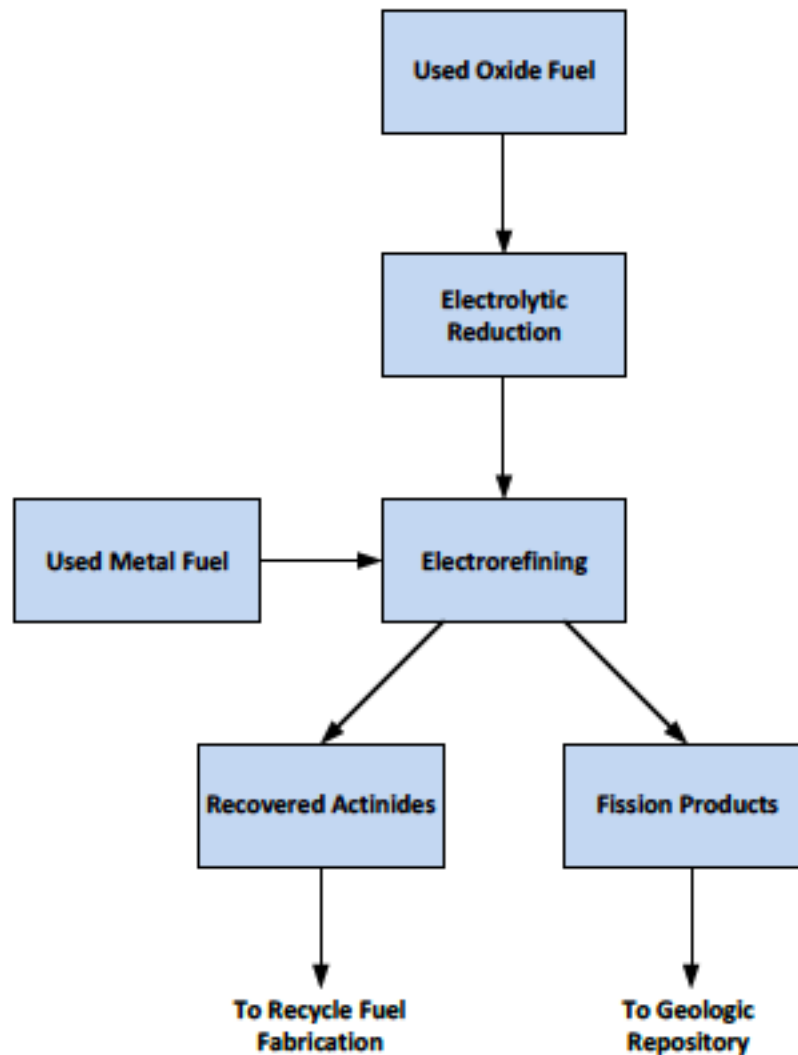 Used Oxide Fuel
Electrolytic
Reduction
Used Metal Fuel
Electrorefining
Recovered Actinides
Fission Products
To Recycle Fuel
Fabrication
To Geologic
Repository